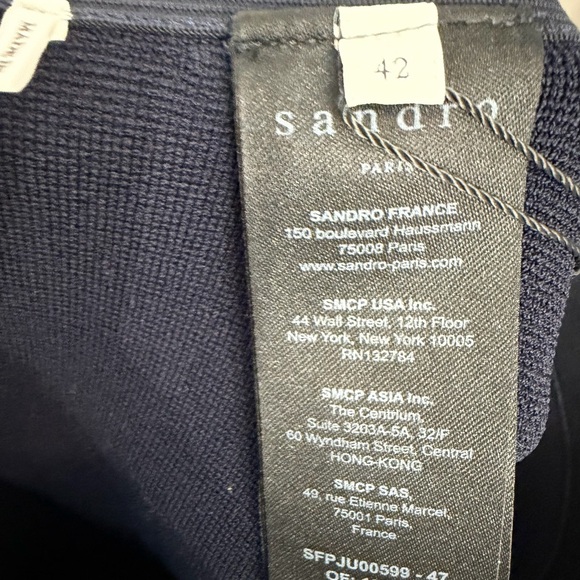 42
sandro
PARIS
SANDRO FRANCE
150 boulevard Haussmann
75008 Paris
www.sandro-paris.com
SMCP USA Inc.
44 Wall Street, 12th Floor
New York, New York 10005
RN132784
SMCP ASIA Inc.
The Centrium,
Suite 3203A-5A, 32/F
60 Wyndham Street, Central
HONG-KONG
SMCP SAS,
49, rue Etienne Marcel,
75001 Paris,
France
SFPJU00599 - 47